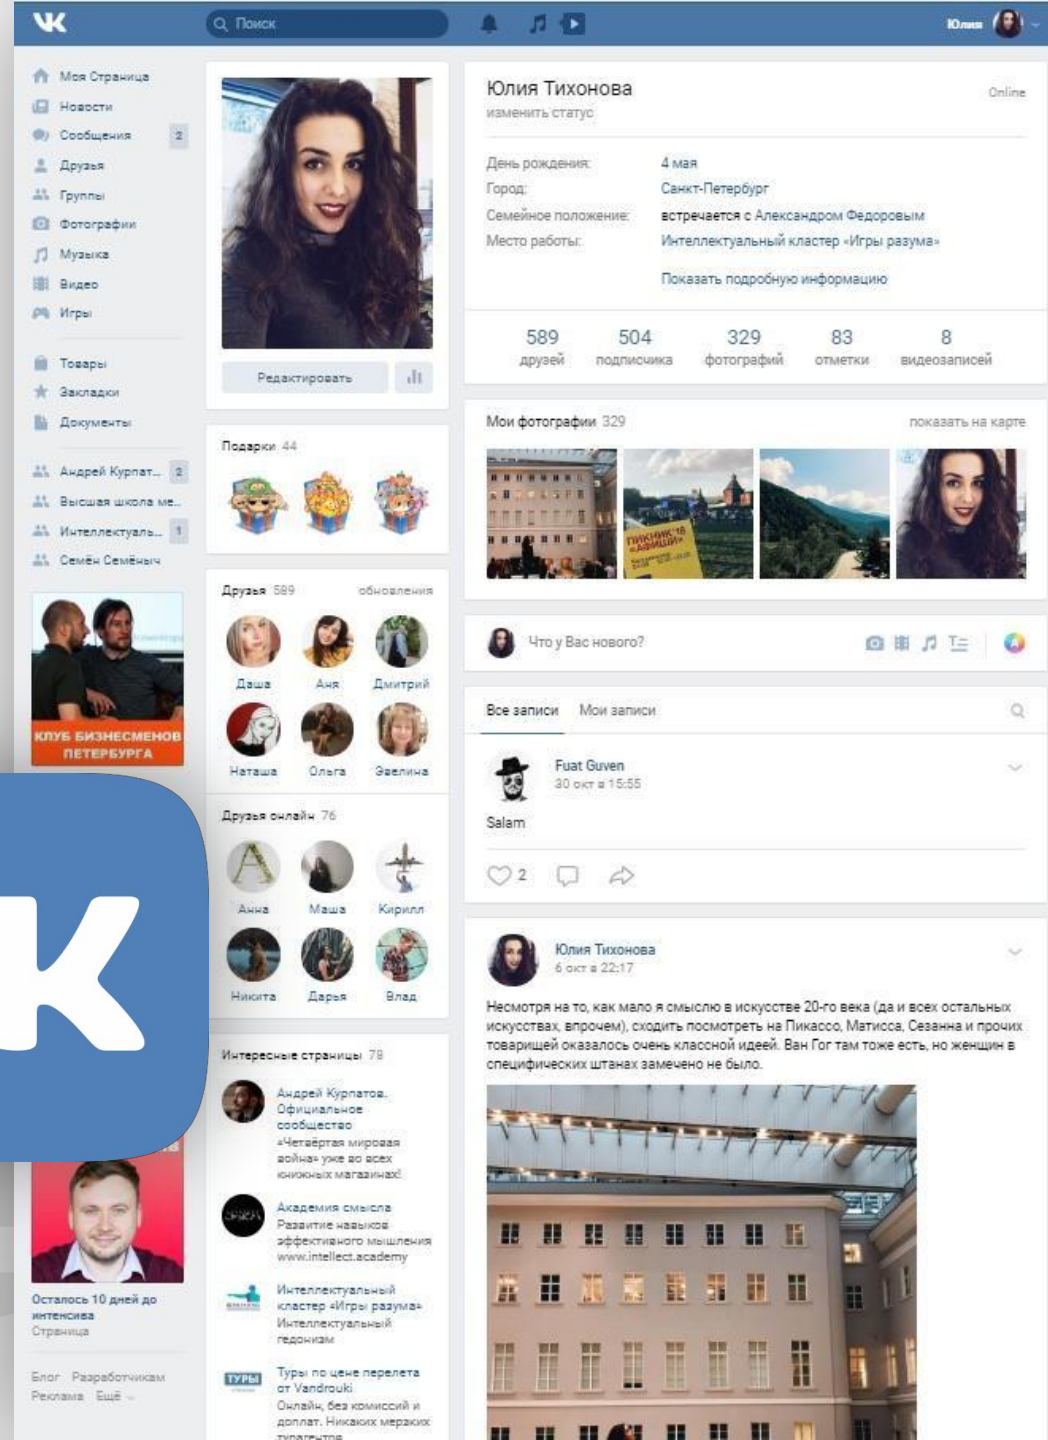 Поиск
Юлия
Моя Страница
Новости
Сообщения 2
Друзья
Группы
Фотографии
Музыка
Видео
Игры
Товары
Закладки
Документы
Андрей Курпат... 2
Высшая школа ме...
Интеллектуаль... 1
Семён Семёныч
КЛУБ БИЗНЕСМЕНОВ
ПЕТЕРБУРГА
Осталось 10 дней до
интенсива
Страница
Блог Разработчикам
Реклама Ещё
Редактировать
Подарки 44
Друзья 589 обновления
Даша Аня Дмитрий
Наташа Ольга Эвелина
Друзья онлайн 76
Анна Маша Кирилл
Никита Дарья Влад
Интересные страницы 78
Андрей Курпатов.
Официальное
сообщество
«Четвёртая мировая
война» уже во всех
книжных магазинах!
Академия смысла
Развитие навыков
эффективного мышления
www.intellect.academy
Интеллектуальный
кластер «Игры разума»
Интеллектуальный
гедонизм
ТУРЫ
Туры по цене перелета
от Vandrouki
Онлайн, без комиссий и
доплат. Никаких мерзких
турагентов
Юлия Тихонова Online
изменить статус
День рождения: 4 мая
Город: Санкт-Петербург
Семейное положение: встречается с Александром Федоровым
Место работы: Интеллектуальный кластер «Игры разума»
Показать подробную информацию
589 504 329 83 8
друзей подписчика фотографий отметки видеозаписей
Мои фотографии 329 показать на карте
ПИКНИК'18
«АФИШИ»
Что у Вас нового?
Все записи Мои записи
Fuat Guven
30 окт в 15:55
Salam
2
Юлия Тихонова
6 окт в 22:17
Несмотря на то, как мало я смыслю в искусстве 20-го века (да и всех остальных
искусствах, впрочем), сходить посмотреть на Пикассо, Матисса, Сезанна и прочих
товарищей оказалось очень классной идеей. Ван Гог там тоже есть, но женщин в
специфических штанах замечено не было.